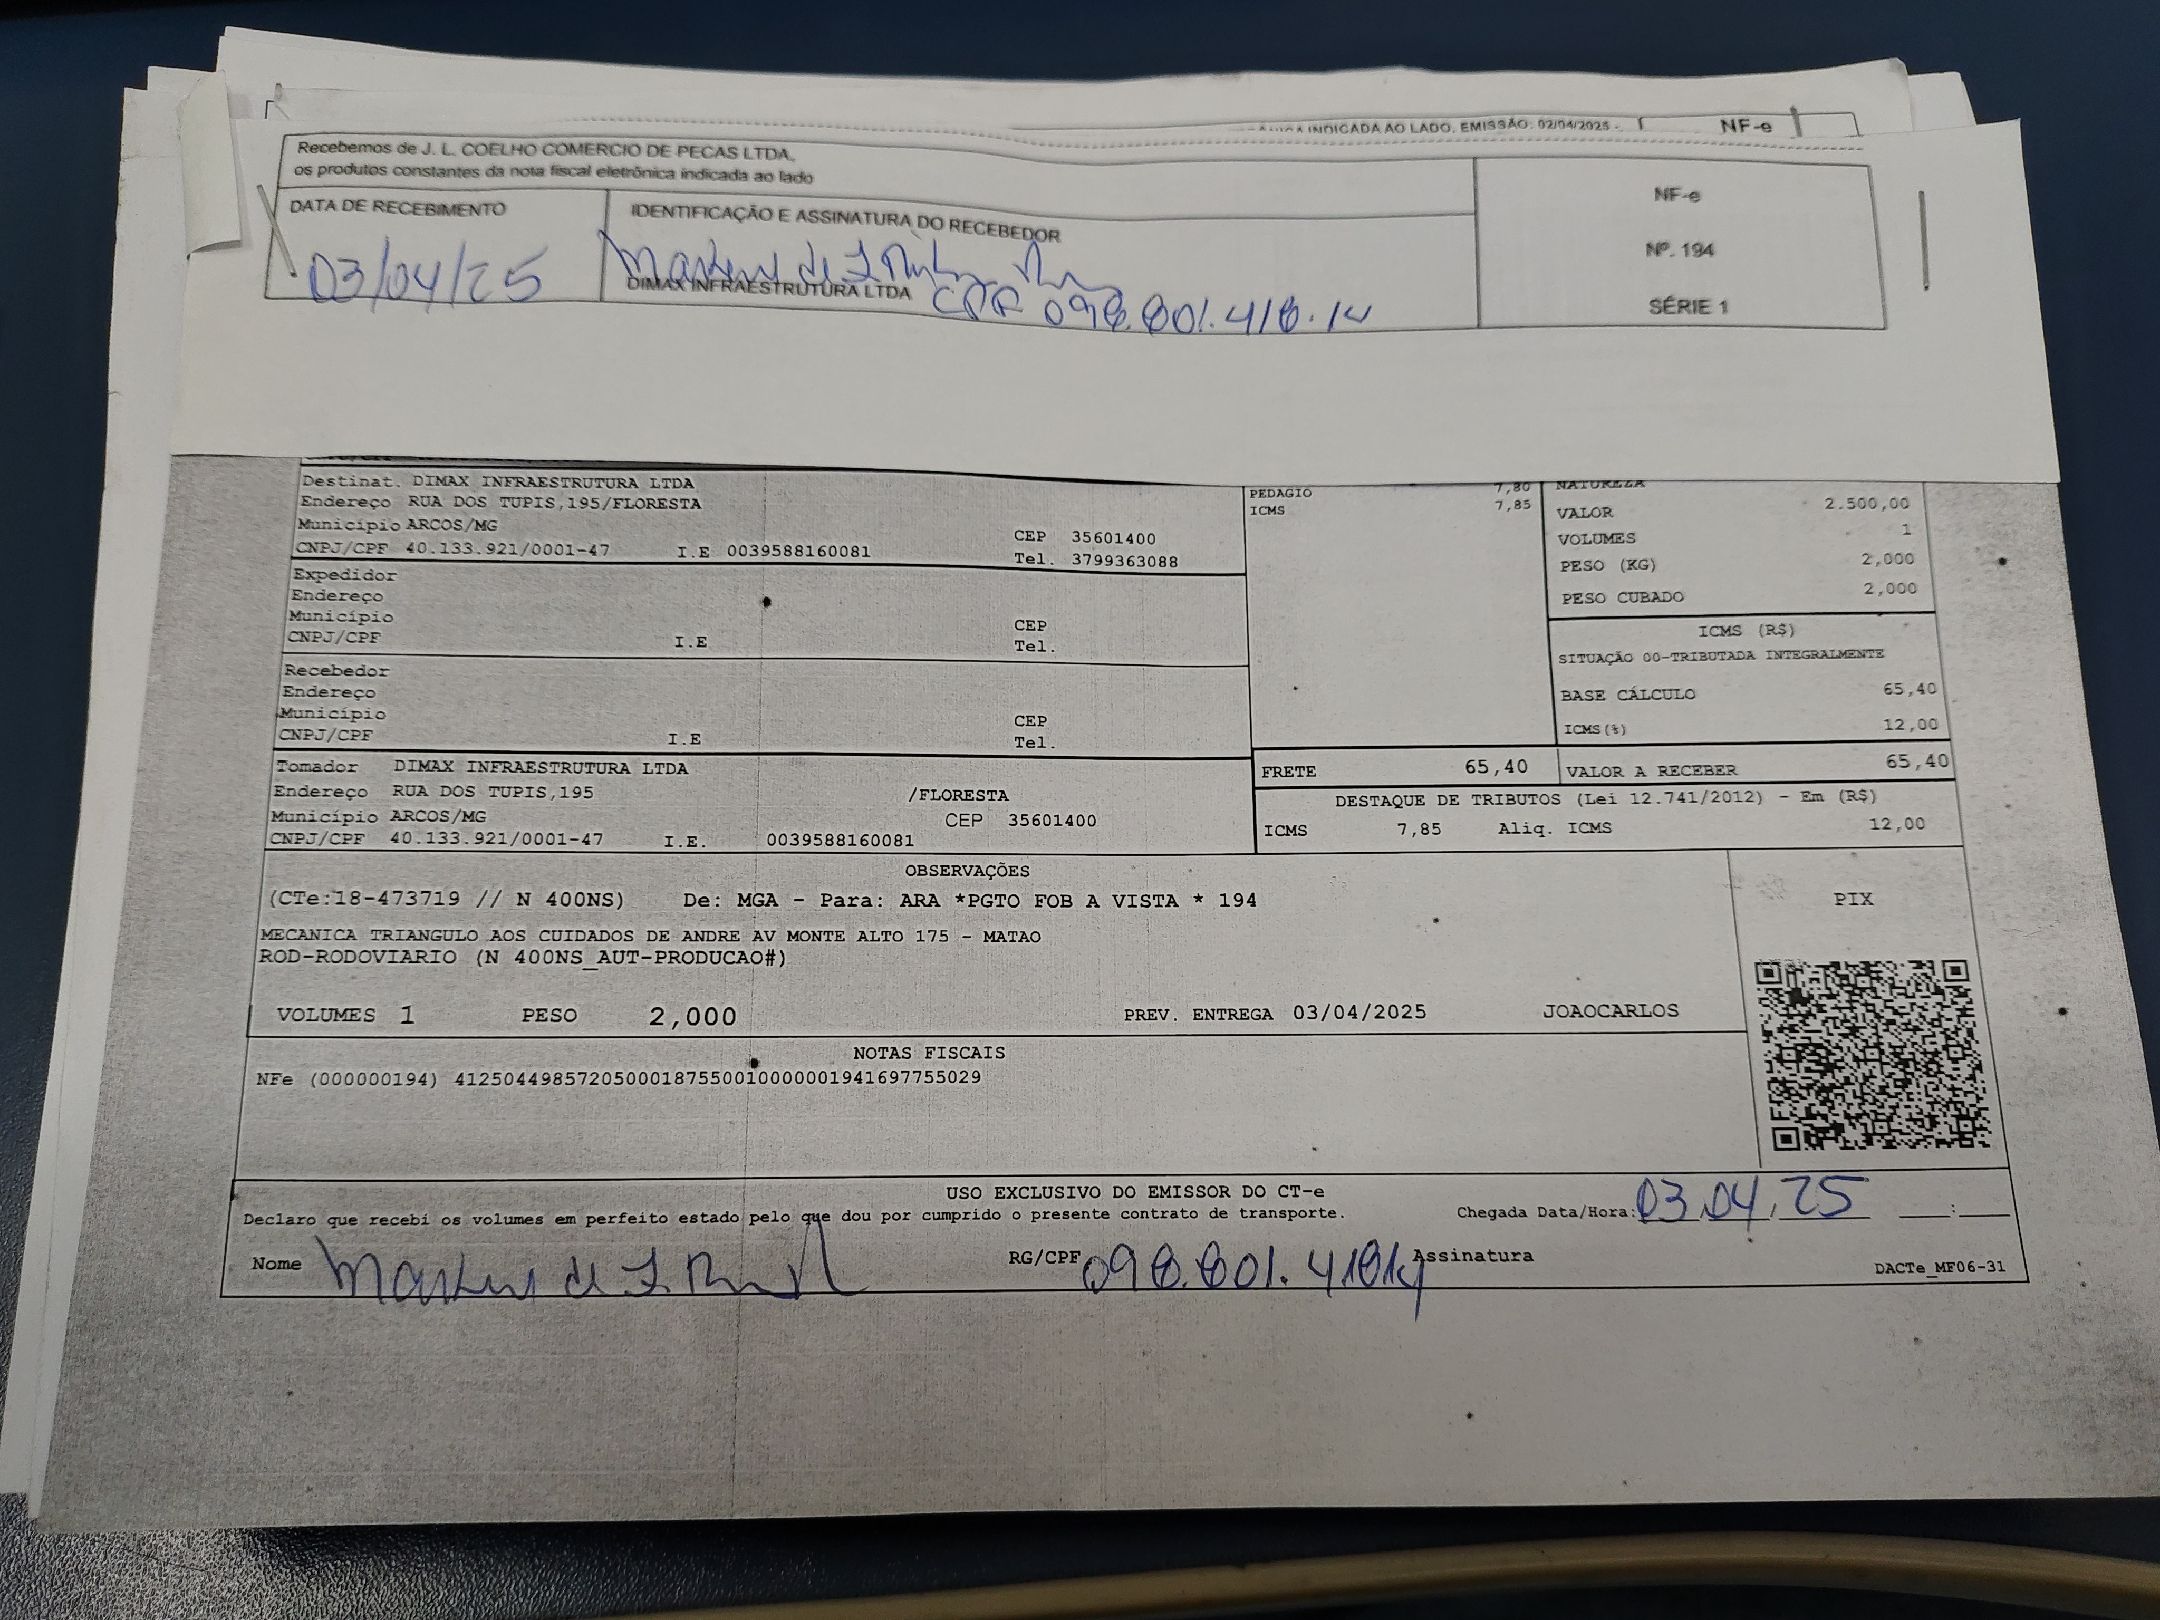 INDICADA AO LADO. EMISSÃO: 02/04/2025 - NF-e
Recebemos de J. L. COELHO COMERCIO DE PECAS LTDA,
os produtos constantes da nota fiscal eletrônica indicada ao lado
DATA DE RECEBIMENTO
03/04/25
IDENTIFICAÇÃO E ASSINATURA DO RECEBEDOR
DIMAX INFRAESTRUTURA LTDA
CPF 098.801.418.14
NF-e
Nº. 194
SÉRIE 1
Destinat. DIMAX INFRAESTRUTURA LTDA
Endereço RUA DOS TUPIS,195/FLORESTA
Município ARCOS/MG CEP 35601400
CNPJ/CPF 40.133.921/0001-47 I.E 0039588160081 Tel. 3799363088
Expedidor
Endereço
Município CEP
CNPJ/CPF I.E Tel.
Recebedor
Endereço
Município CEP
CNPJ/CPF I.E Tel.
Tomador DIMAX INFRAESTRUTURA LTDA
Endereço RUA DOS TUPIS,195 /FLORESTA
Município ARCOS/MG CEP 35601400
CNPJ/CPF 40.133.921/0001-47 I.E. 0039588160081
PEDAGIO 7,80
ICMS 7,85
NATUREZA
VALOR 2.500,00
VOLUMES 1
PESO (KG) 2,000
PESO CUBADO 2,000
ICMS (R$)
SITUAÇÃO 00-TRIBUTADA INTEGRALMENTE
BASE CÁLCULO 65,40
ICMS(%) 12,00
FRETE 65,40 VALOR A RECEBER 65,40
DESTAQUE DE TRIBUTOS (Lei 12.741/2012) - Em (R$)
ICMS 7,85 Aliq. ICMS 12,00
OBSERVAÇÕES
(CTe:18-473719 // N 400NS) De: MGA - Para: ARA *PGTO FOB A VISTA * 194
MECANICA TRIANGULO AOS CUIDADOS DE ANDRE AV MONTE ALTO 175 - MATAO
ROD-RODOVIARIO (N 400NS_AUT-PRODUCAO#)
PIX
VOLUMES 1 PESO 2,000 PREV. ENTREGA 03/04/2025 JOAOCARLOS
NOTAS FISCAIS
NFe (000000194) 41250449857205000187550010000001941697755029
USO EXCLUSIVO DO EMISSOR DO CT-e
Declaro que recebi os volumes em perfeito estado pelo que dou por cumprido o presente contrato de transporte. Chegada Data/Hora: 03.04.25 __:__
Nome RG/CPF 098.801.41814 Assinatura
DACTe_MF06-31